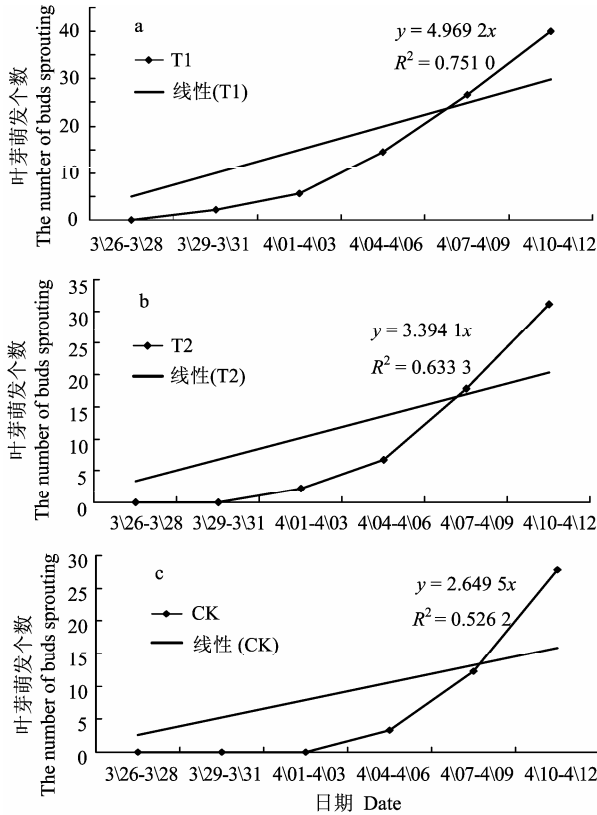 a
y = 4.969 2x
R² = 0.751 0
T1
线性(T1)
叶芽萌发个数
The number of buds sprouting
40
30
20
10
0
3\26-3\28 3\29-3\31 4\01-4\03 4\04-4\06 4\07-4\09 4\10-4\12
b
y = 3.394 1x
R² = 0.633 3
T2
线性(T2)
叶芽萌发个数
The number of buds sprouting
35
30
25
20
15
10
5
0
3\26-3\28 3\29-3\31 4\01-4\03 4\04-4\06 4\07-4\09 4\10-4\12
c
y = 2.649 5x
R² = 0.526 2
CK
线性 (CK)
叶芽萌发个数
The number of buds sprouting
30
25
20
15
10
5
0
3\26-3\28 3\29-3\31 4\01-4\03 4\04-4\06 4\07-4\09 4\10-4\12
日期 Date